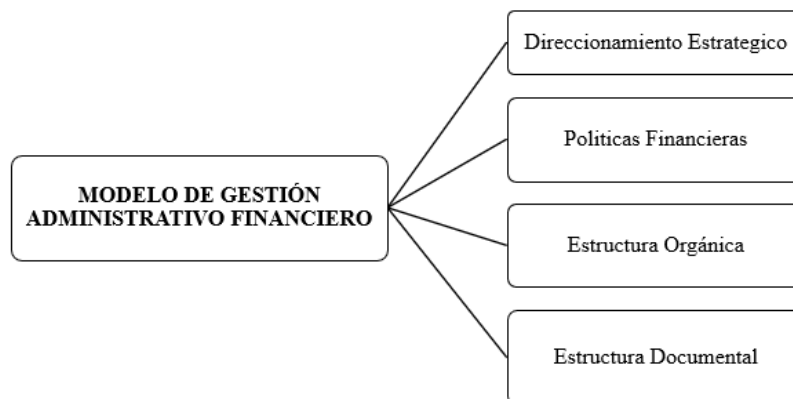 MODELO DE GESTIÓN
ADMINISTRATIVO FINANCIERO
Direccionamiento Estrategico
Politicas Financieras
Estructura Orgánica
Estructura Documental